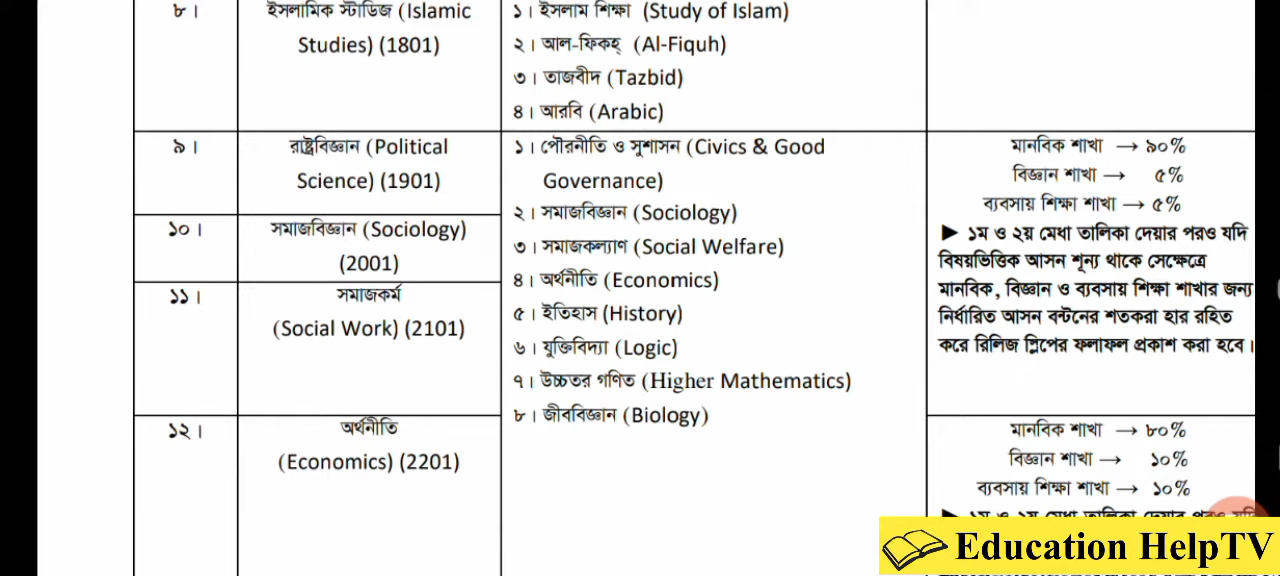 ৮।
ইসলামিক স্টাডিজ (Islamic
Studies) (1801)
১। ইসলাম শিক্ষা (Study of Islam)
২। আল-ফিকহ্ (Al-Fiquh)
৩। তাজবীদ (Tazbid)
৪। আরবি (Arabic)
৯।
রাষ্ট্রবিজ্ঞান (Political
Science) (1901)
১০।
সমাজবিজ্ঞান (Sociology)
(2001)
১১।
সমাজকর্ম
(Social Work) (2101)
১২।
অর্থনীতি
(Economics) (2201)
১। পৌরনীতি ও সুশাসন (Civics & Good
Governance)
২। সমাজবিজ্ঞান (Sociology)
৩। সমাজকল্যাণ (Social Welfare)
৪। অর্থনীতি (Economics)
৫। ইতিহাস (History)
৬। যুক্তিবিদ্যা (Logic)
৭। উচ্চতর গণিত (Higher Mathematics)
৮। জীববিজ্ঞান (Biology)
মানবিক শাখা → ৯০%
বিজ্ঞান শাখা → ৫%
ব্যবসায় শিক্ষা শাখা → ৫%
► ১ম ও ২য় মেধা তালিকা দেয়ার পরও যদি
বিষয়ভিত্তিক আসন শূন্য থাকে সেক্ষেত্রে
মানবিক, বিজ্ঞান ও ব্যবসায় শিক্ষা শাখার জন্য
নির্ধারিত আসন বন্টনের শতকরা হার রহিত
করে রিলিজ স্লিপের ফলাফল প্রকাশ করা হবে।
মানবিক শাখা → ৮০%
বিজ্ঞান শাখা → ১০%
ব্যবসায় শিক্ষা শাখা → ১০%
► ১ম ও ২য় মেধা তালিকা দেয়ার পরও যদি
Education HelpTV